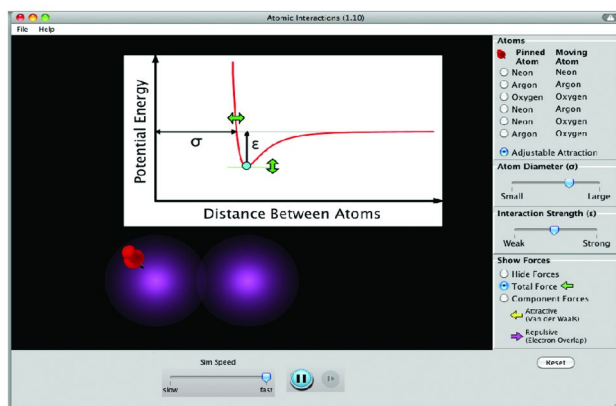 Atomic Interactions (1.10)
File Help
Potential Energy
σ
ε
Distance Between Atoms
Sim Speed
slow fast
Atoms
Pinned Atom Moving Atom
Neon Neon
Argon Argon
Oxygen Oxygen
Neon Argon
Neon Oxygen
Argon Oxygen
Adjustable Attraction
Atom Diameter (σ)
Small Large
Interaction Strength (ε)
Weak Strong
Show Forces
Hide Forces
Total Force
Component Forces
Attractive
(Van der Waals)
Repulsive
(Electron Overlap)
Reset